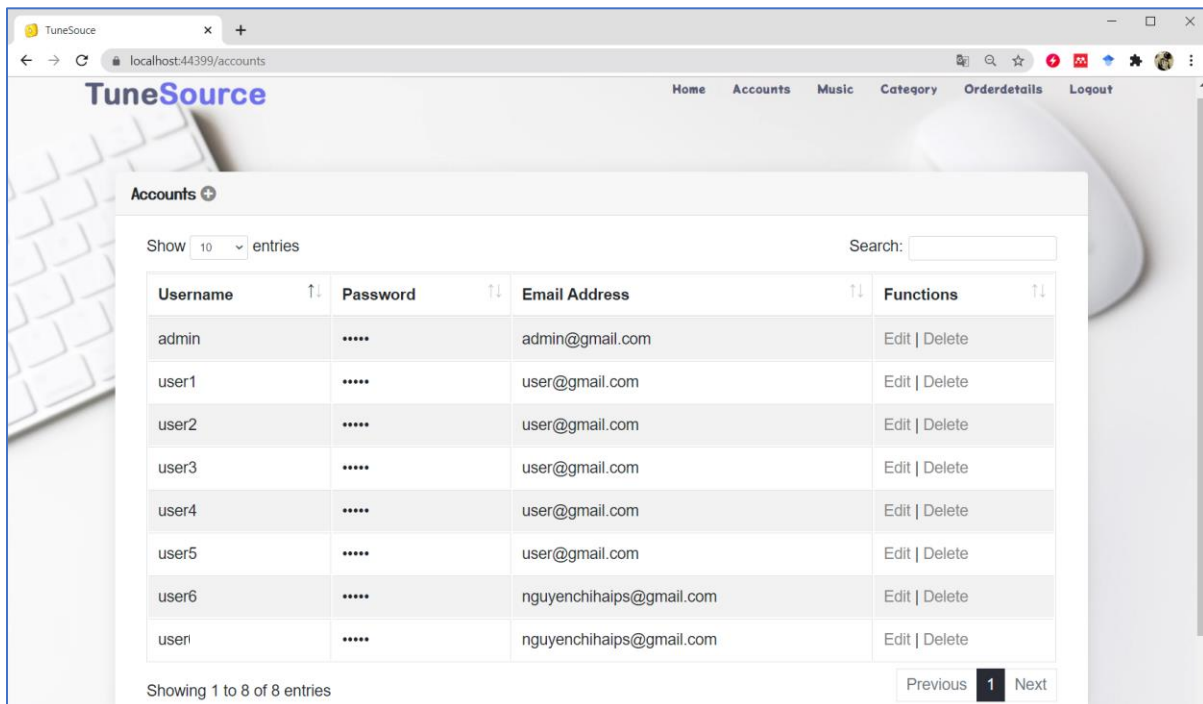 TuneSouce
localhost:44399/accounts
TuneSource
Home Accounts Music Category Orderdetails Logout
Accounts
Show 10 entries Search:
Username Password Email Address Functions
admin ••••• admin@gmail.com Edit | Delete
user1 ••••• user@gmail.com Edit | Delete
user2 ••••• user@gmail.com Edit | Delete
user3 ••••• user@gmail.com Edit | Delete
user4 ••••• user@gmail.com Edit | Delete
user5 ••••• user@gmail.com Edit | Delete
user6 ••••• nguyenchihaips@gmail.com Edit | Delete
••••• nguyenchihaips@gmail.com Edit | Delete
Showing 1 to 8 of 8 entries Previous 1 Next